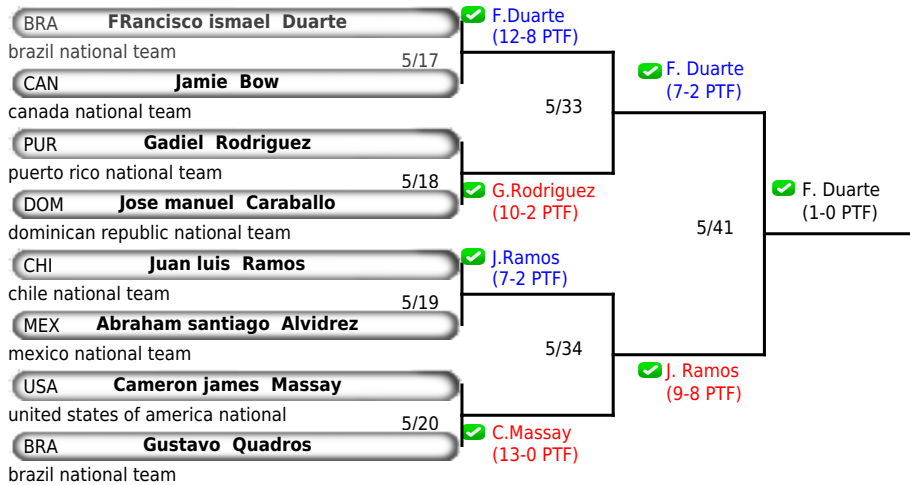 BRA FRancisco ismael Duarte
brazil national team
5/17
CAN Jamie Bow
canada national team
PUR Gadiel Rodriguez
puerto rico national team
5/18
DOM Jose manuel Caraballo
dominican republic national team
CHI Juan luis Ramos
chile national team
5/19
MEX Abraham santiago Alvidrez
mexico national team
USA Cameron james Massay
united states of america national
5/20
BRA Gustavo Quadros
brazil national team
F.Duarte
(12-8 PTF)
5/33
G.Rodriguez
(10-2 PTF)
J.Ramos
(7-2 PTF)
5/34
C.Massay
(13-0 PTF)
F. Duarte
(7-2 PTF)
5/41
J. Ramos
(9-8 PTF)
F. Duarte
(1-0 PTF)